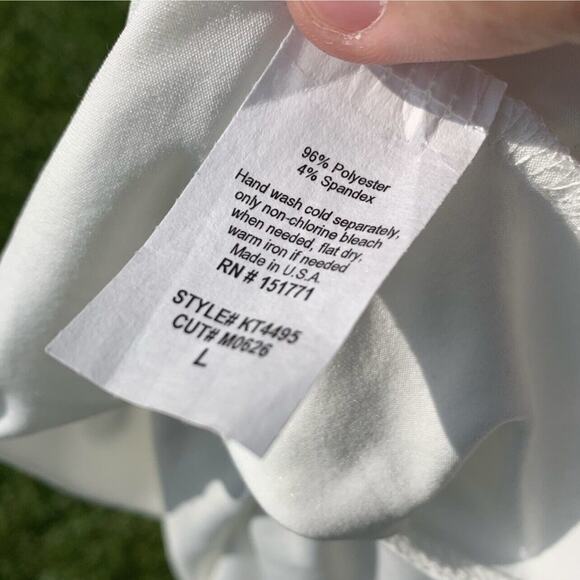 96% Polyester
4% Spandex
Hand wash cold separately,
only non-chlorine bleach
when needed, flat dry,
warm iron if needed
Made in U.S.A.
RN # 151771
STYLE# KT4495
CUT# M0626
L